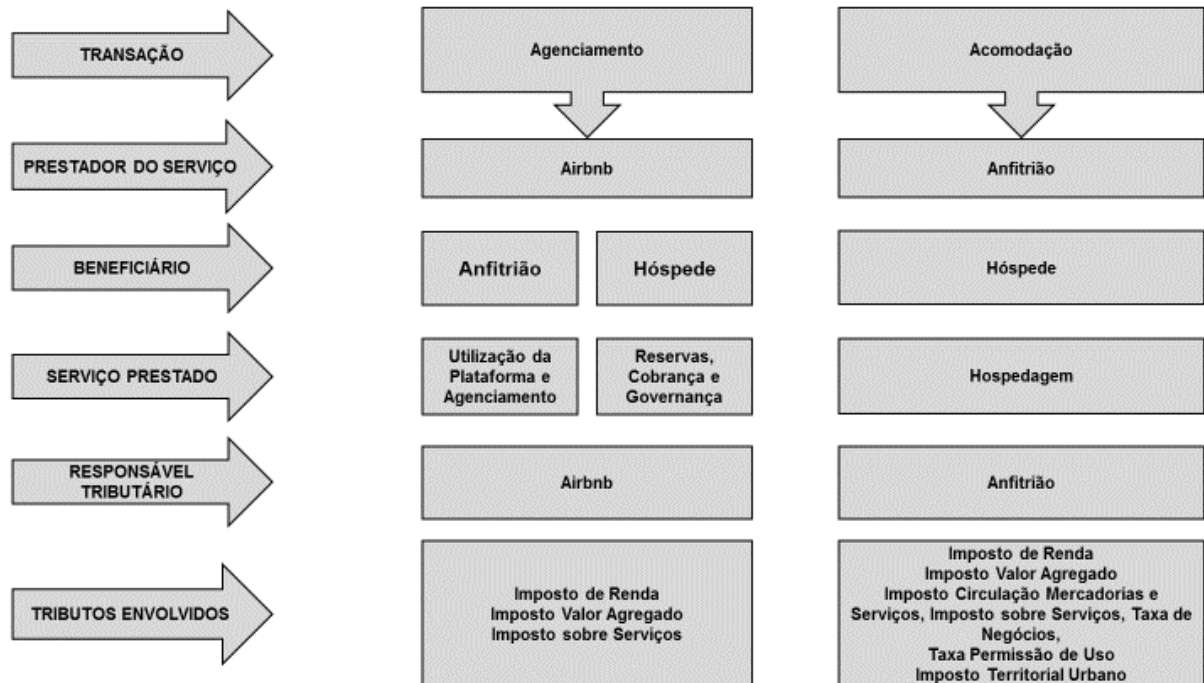 TRANSAÇÃO
Agenciamento
Acomodação
PRESTADOR DO SERVIÇO
Airbnb
Anfitrião
BENEFICIÁRIO
Anfitrião
Hóspede
Hóspede
SERVIÇO PRESTADO
Utilização da
Plataforma e
Agenciamento
Reservas,
Cobrança e
Governança
Hospedagem
RESPONSÁVEL
TRIBUTÁRIO
Airbnb
Anfitrião
TRIBUTOS ENVOLVIDOS
Imposto de Renda
Imposto Valor Agregado
Imposto sobre Serviços
Imposto de Renda
Imposto Valor Agregado
Imposto Circulação Mercadorias e
Serviços, Imposto sobre Serviços, Taxa de
Negócios,
Taxa Permissão de Uso
Imposto Territorial Urbano